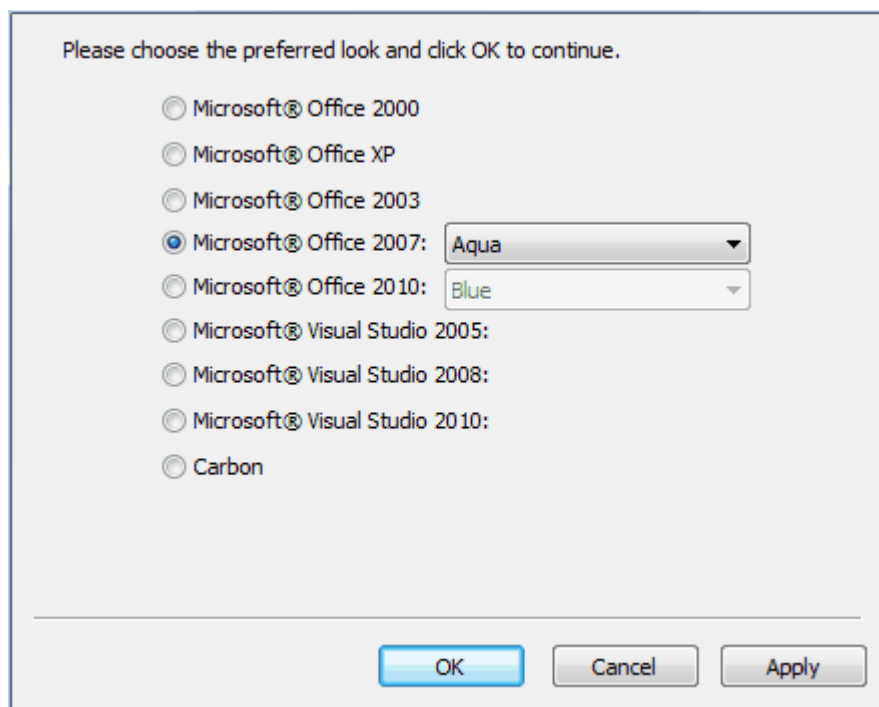 Please choose the preferred look and click OK to continue.
Microsoft® Office 2000
Microsoft® Office XP
Microsoft® Office 2003
Microsoft® Office 2007: Aqua
Microsoft® Office 2010: Blue
Microsoft® Visual Studio 2005:
Microsoft® Visual Studio 2008:
Microsoft® Visual Studio 2010:
Carbon
OK Cancel Apply